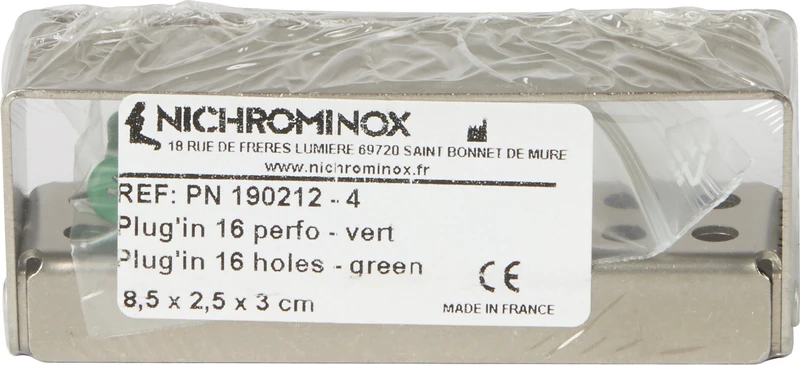 NICHROMINOX
18 RUE DE FRERES LUMIERE 69720 SAINT BONNET DE MURE
www.nichrominox.fr
REF: PN 190212 - 4
Plug'in 16 perfo - vert
Plug'in 16 holes - green
8,5 x 2,5 x 3 cm
CE
MADE IN FRANCE